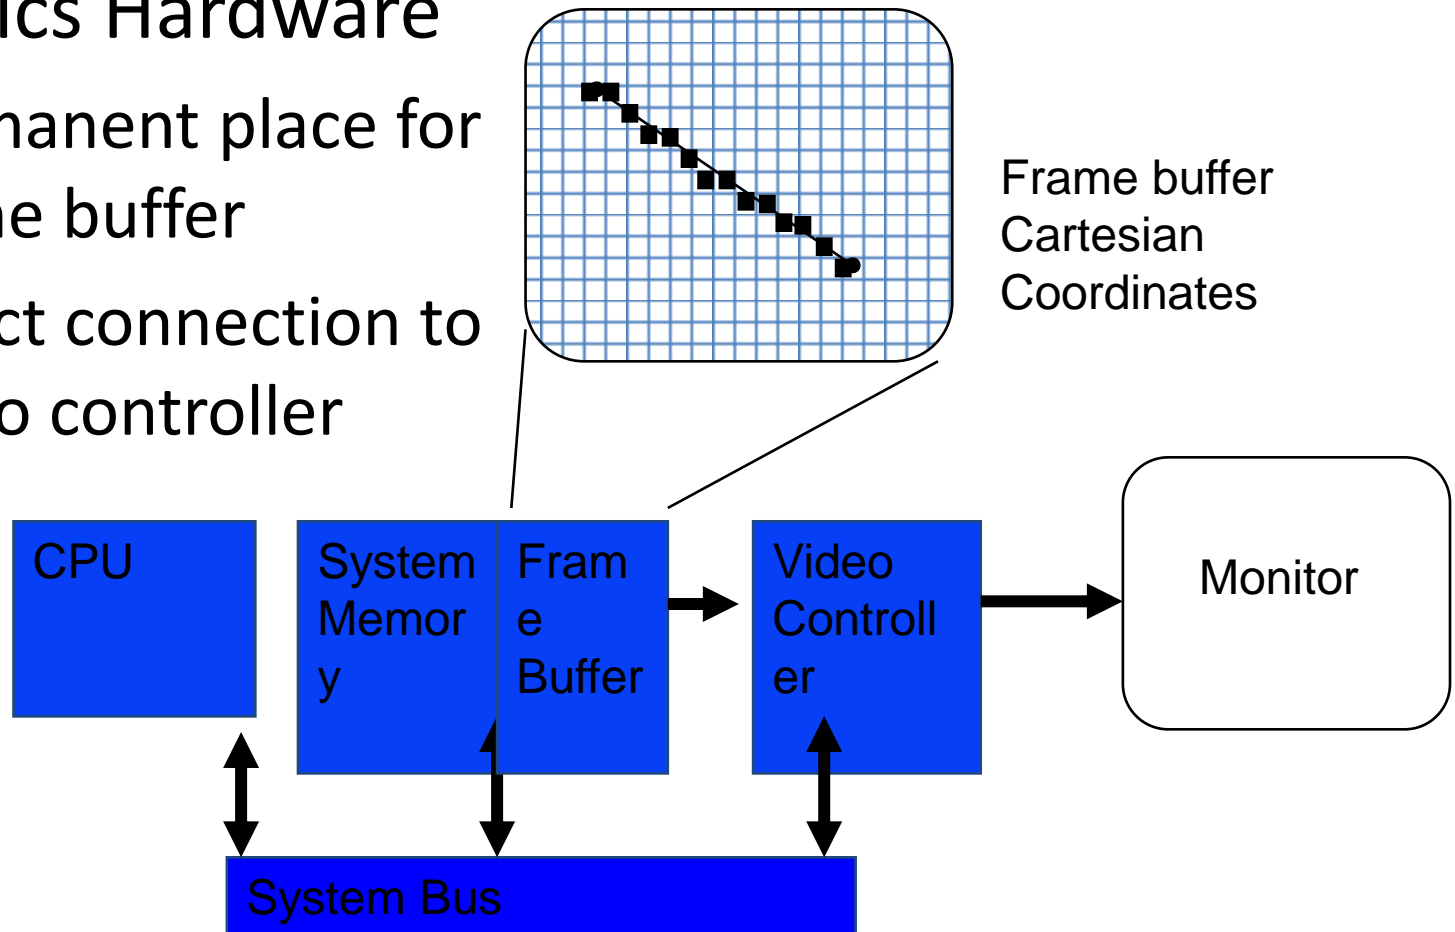 ics Hardware
manent place for
ne buffer
ct connection to
o controller
Frame buffer
Cartesian
Coordinates
CPU
System
Memor
y
Fram
e
Buffer
Video
Controll
er
Monitor
System Bus